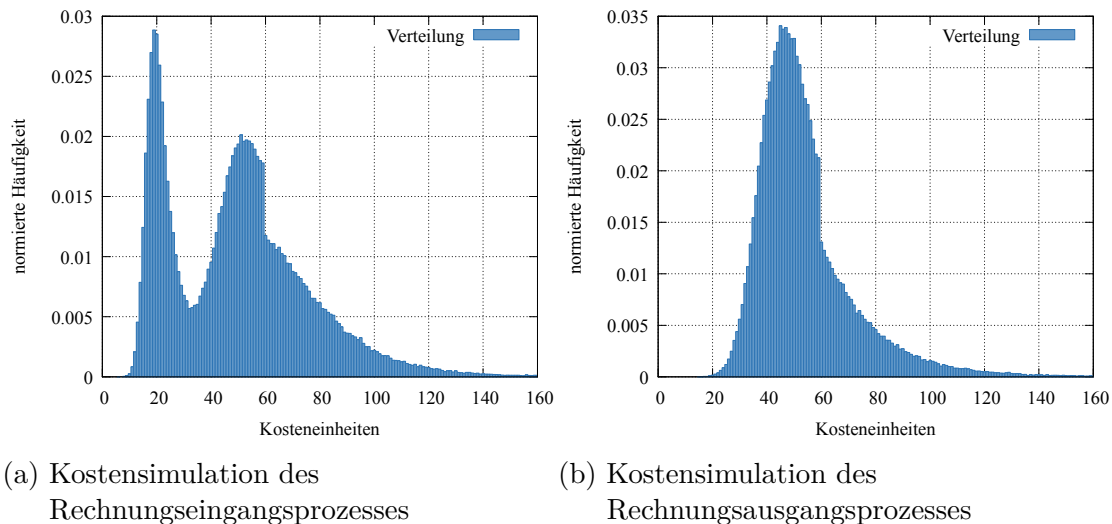 0.03
0.025
0.02
0.015
0.01
0.005
0
normierte Häufigkeit
Verteilung
0 20 40 60 80 100 120 140 160
Kosteneinheiten
(a) Kostensimulation des
Rechnungseingangsprozesses
0.035
0.03
0.025
0.02
0.015
0.01
0.005
0
normierte Häufigkeit
Verteilung
0 20 40 60 80 100 120 140 160
Kosteneinheiten
(b) Kostensimulation des
Rechnungsausgangsprozesses